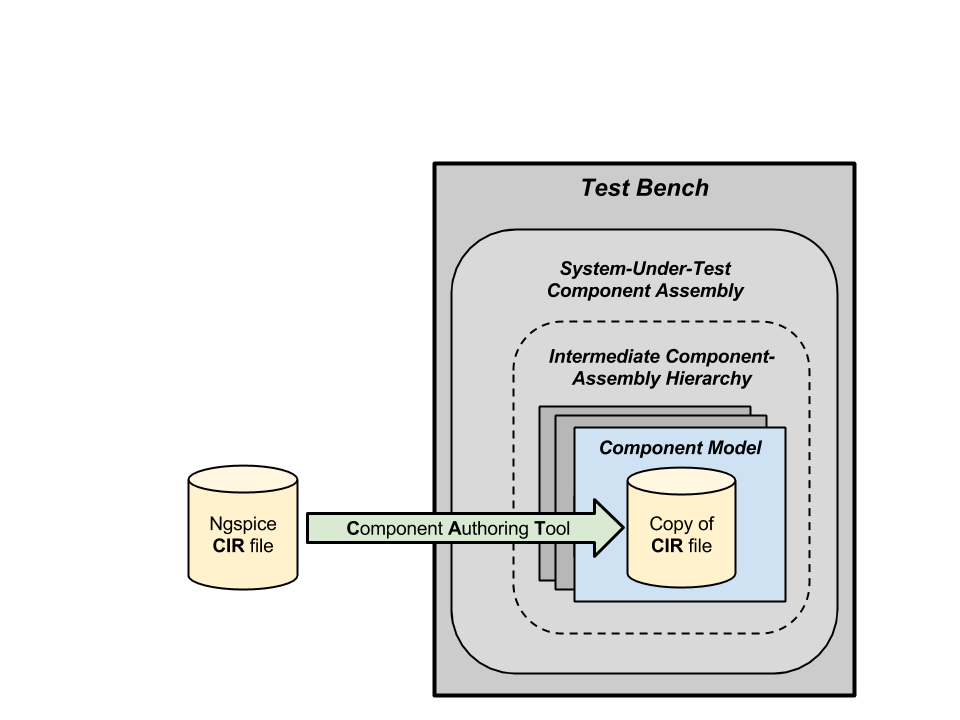 Test Bench
System-Under-Test
Component Assembly
Intermediate Component-
Assembly Hierarchy
Component Model
Ngspice
CIR file
Component Authoring Tool
Copy of
CIR file